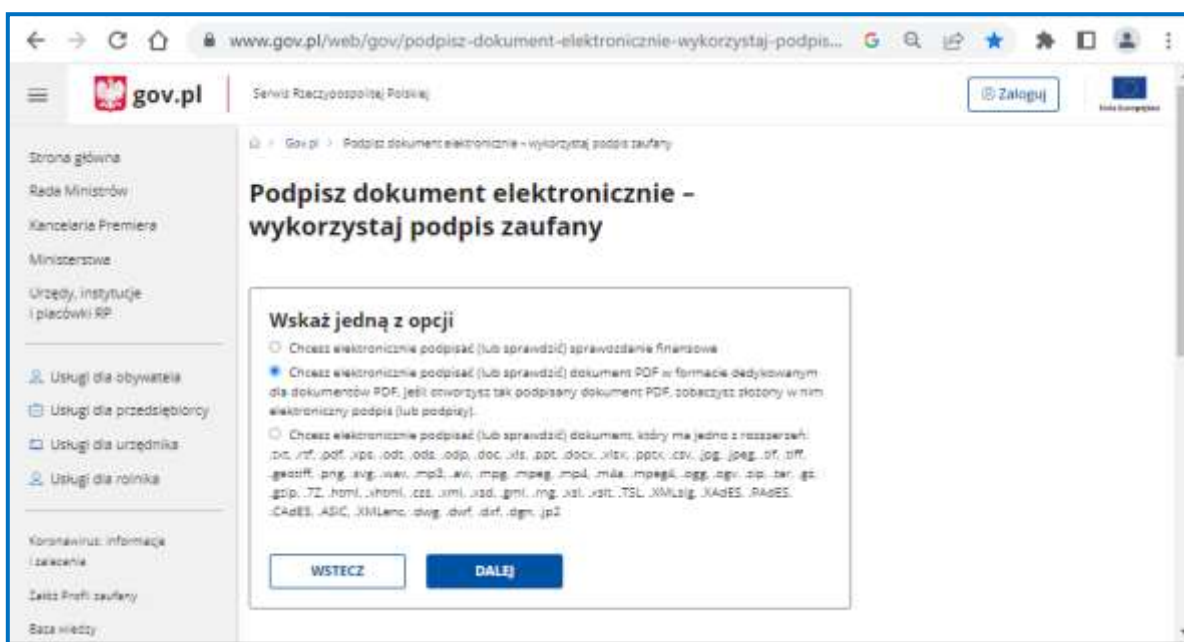 www.gov.pl/web/gov/podpisz-dokument-elektronicznie-wykorzystaj-podpis...
gov.pl
Serwis Rzeczypospolitej Polskiej
Zaloguj
Unia Europejska
Gov.pl > Podpisz dokument elektronicznie – wykorzystaj podpis zaufany
Strona główna
Rada Ministrów
Kancelaria Premiera
Ministerstwa
Urzędy, instytucje
i placówki RP
Usługi dla obywatela
Usługi dla przedsiębiorcy
Usługi dla urzędnika
Usługi dla rolnika
Koronawirus: informacje
i zalecenia
Załóż Profil zaufany
Baza wiedzy
Podpisz dokument elektronicznie –
wykorzystaj podpis zaufany
Wskaż jedną z opcji
Chcesz elektronicznie podpisać (lub sprawdzić) sprawozdanie finansowe
Chcesz elektronicznie podpisać (lub sprawdzić) dokument PDF w formacie dedykowanym
dla dokumentów PDF. Jeśli otworzysz tak podpisany dokument PDF, zobaczysz złożony w nim
elektroniczny podpis (lub podpisy).
Chcesz elektronicznie podpisać (lub sprawdzić) dokument, który ma jedno z rozszerzeń:
.txt, .rtf, .pdf, .xps, .odt, .ods, .odp, .doc, .xls, .ppt, .docx, .xlsx, .pptx, .csv, .jpg, .jpeg, .tif, .tiff,
.geotiff, .png, .svg, .wav, .mp3, .avi, .mpg, .mpeg, .mp4, .m4a, .mpeg4, .ogg, .ogv, .zip, .tar, .gz,
.gzip, .7Z, .html, .xhtml, .css, .xml, .xsd, .gml, .rng, .xsl, .xslt, .TSL, .XMLsig, .XAdES, .PAdES,
.CAdES, .ASIC, .XMLenc, .dwg, .dwf, .dxf, .dgn, .jp2
WSTECZ
DALEJ